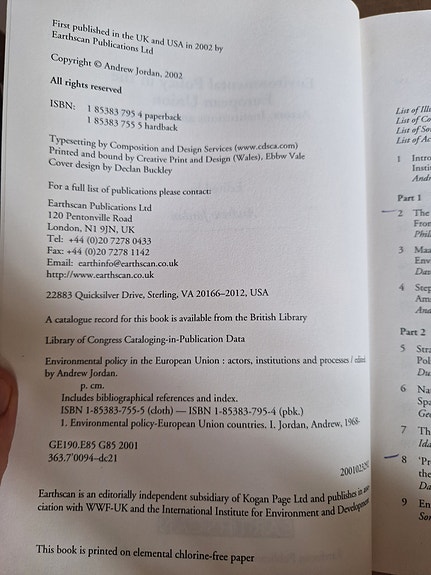 First published in the UK and USA in 2002 by
Earthscan Publications Ltd
Copyright © Andrew Jordan, 2002
All rights reserved
ISBN: 1 85383 795 4 paperback
1 85383 755 5 hardback
Typesetting by Composition and Design Services (www.cdsca.com)
Printed and bound by Creative Print and Design (Wales), Ebbw Vale
Cover design by Declan Buckley
For a full list of publications please contact:
Earthscan Publications Ltd
120 Pentonville Road
London, N1 9JN, UK
Tel: +44 (0)20 7278 0433
Fax: +44 (0)20 7278 1142
Email: earthinfo@earthscan.co.uk
http://www.earthscan.co.uk
22883 Quicksilver Drive, Sterling, VA 20166–2012, USA
A catalogue record for this book is available from the British Library
Library of Congress Cataloging-in-Publication Data
Environmental policy in the European Union : actors, institutions and processes / edited
by Andrew Jordan.
p. cm.
Includes bibliographical references and index.
ISBN 1-85383-755-5 (cloth) — ISBN 1-85383-795-4 (pbk.)
1. Environmental policy-European Union countries. I. Jordan, Andrew, 1968-
GE190.E85 G85 2001
363.7'0094–dc21
Earthscan is an editorially independent subsidiary of Kogan Page Ltd and publishes in asso-
ciation with WWF-UK and the International Institute for Environment and Development
This book is printed on elemental chlorine-free paper
List of
List of
List of
List of
1
Part 1
2 The
From
3
4
Part 2
5
6
7 Th
8
the
9